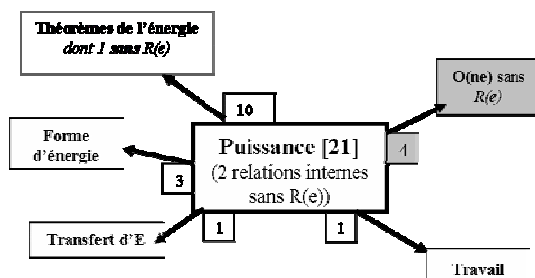 Théorèmes de l'énergie
dont 1 sans R(e)
O(ne) sans
R(e)
10
Forme
d'énergie
Puissance [21]
(2 relations internes
sans R(e))
4
3
1
1
Transfert d'E
Travail